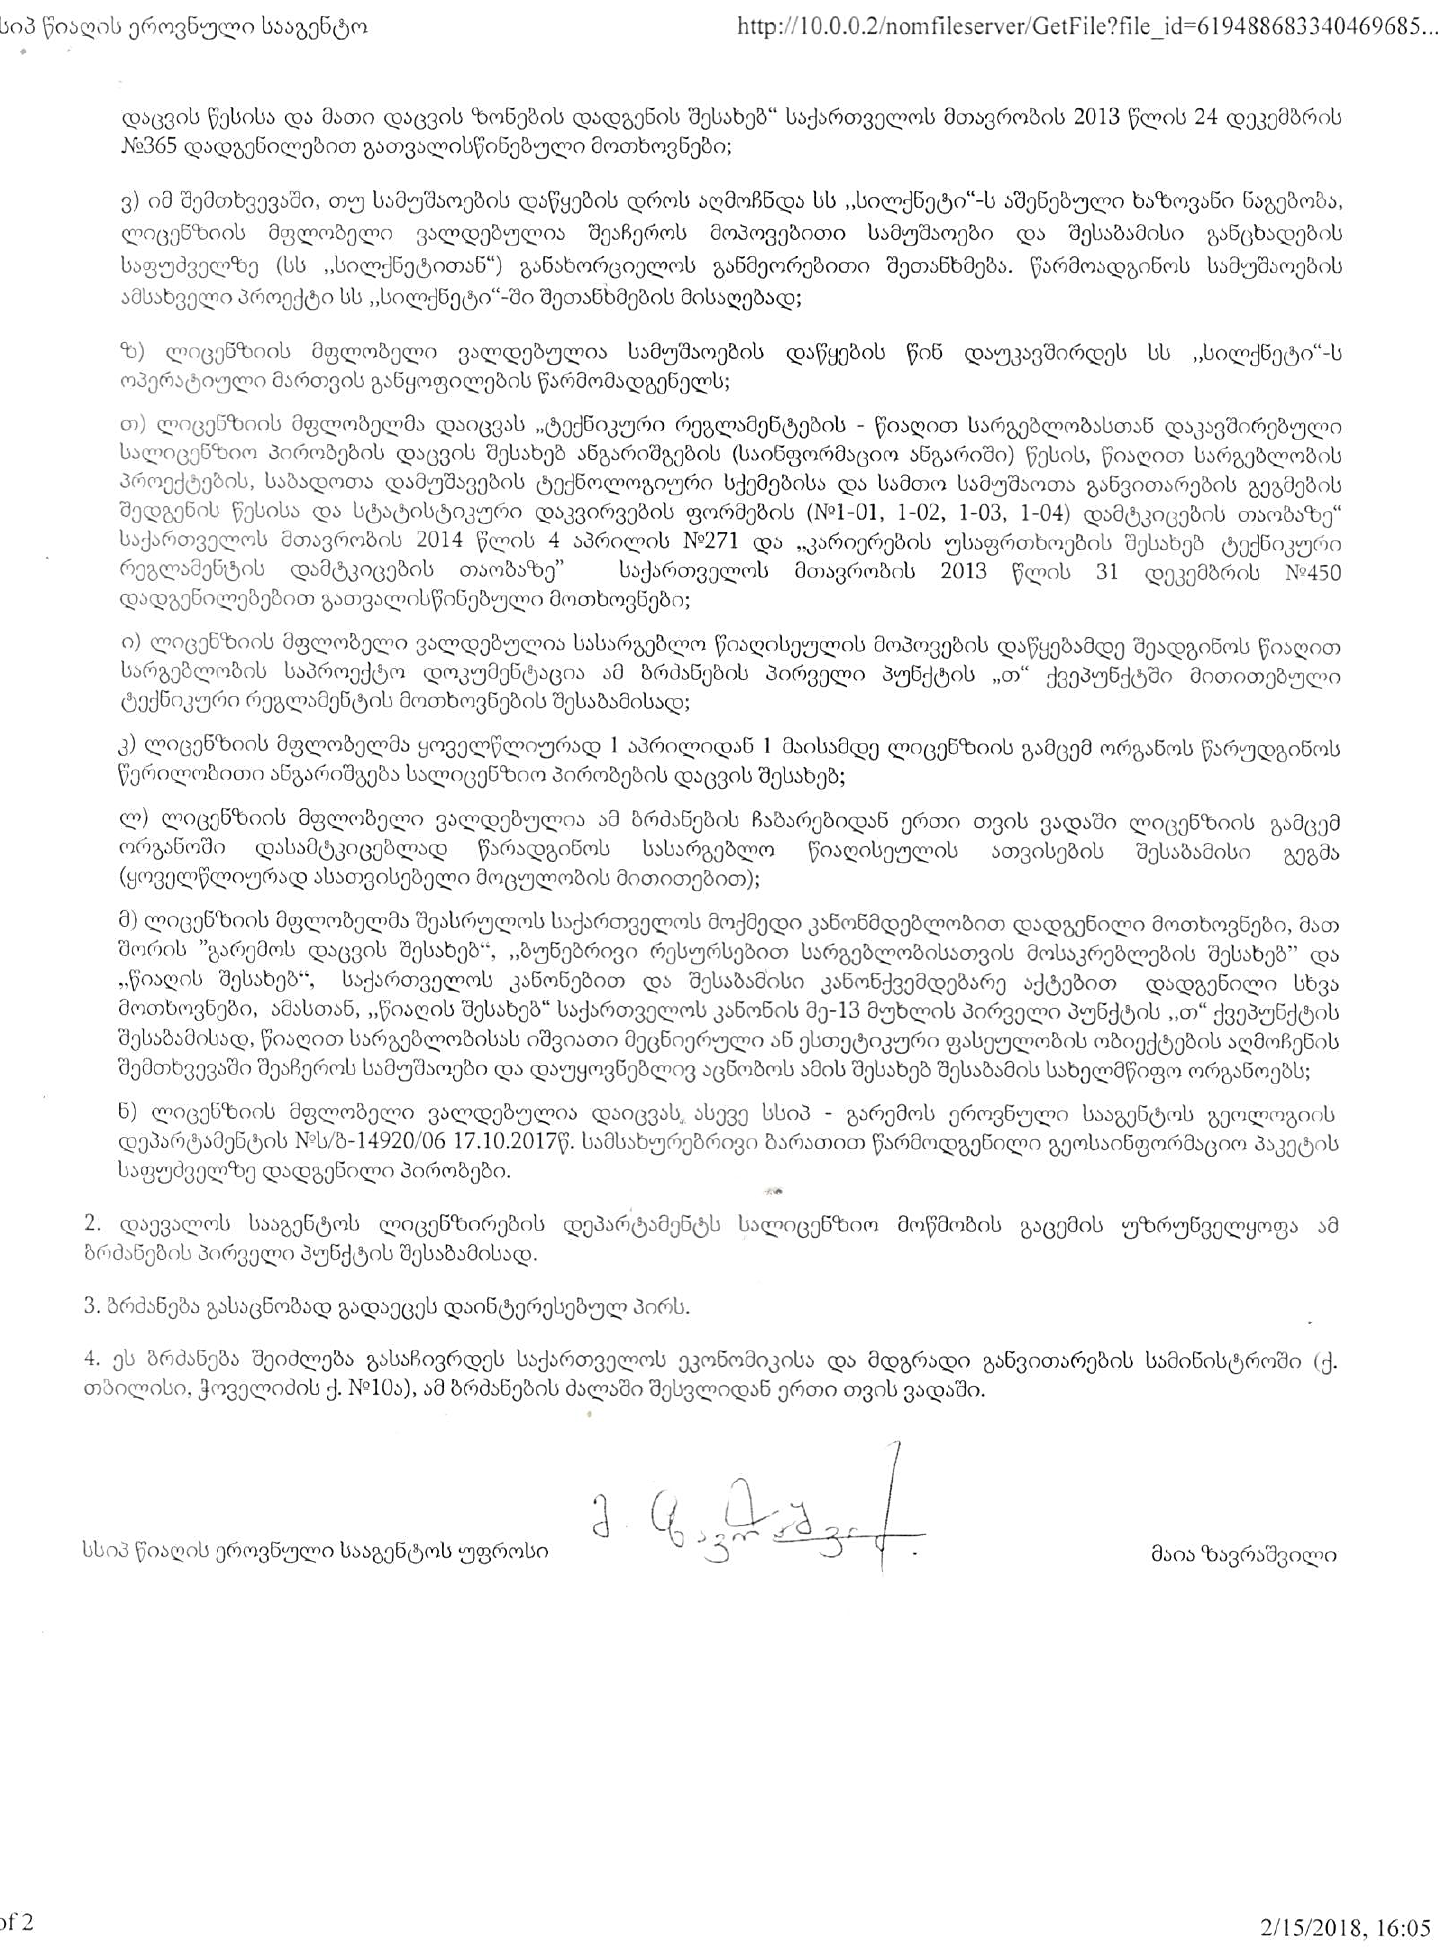 სიპ წიაღის ეროვნული სააგენტო
http://10.0.0.2/nomfileserver/GetFile?file_id=619488683340469685...
დაცვის წესისა და მათი დაცვის ზონების დადგენის შესახებ“ საქართველოს მთავრობის 2013 წლის 24 დეკემბრის
№365 დადგენილებით გათვალისწინებული მოთხოვნები;
ვ) იმ შემთხვევაში, თუ სამუშაოების დაწყების დროს აღმოჩნდა სს ,,სილქნეტი“-ს აშენებული ხაზოვანი ნაგებობა,
ლიცენზიის მფლობელი ვალდებულია შეაჩეროს მოპოვებითი სამუშაოები და შესაბამისი განცხადების
საფუძველზე (სს ,,სილქნეტითან“) განახორციელოს განმეორებითი შეთანხმება. წარმოადგინოს სამუშაოების
ამსახველი პროექტი სს ,,სილქნეტი“-ში შეთანხმების მისაღებად;
ზ) ლიცენზიის მფლობელი ვალდებულია სამუშაოების დაწყების წინ დაუკავშირდეს სს ,,სილქნეტი“-ს
ოპერატიული მართვის განყოფილების წარმომადგენელს;
თ) ლიცენზიის მფლობელმა დაიცვას „ტექნიკური რეგლამენტების - წიაღით სარგებლობასთან დაკავშირებული
სალიცენზიო პირობების დაცვის შესახებ ანგარიშგების (საინფორმაციო ანგარიში) წესის, წიაღით სარგებლობის
პროექტების, საბადოთა დამუშავების ტექნოლოგიური სქემებისა და სამთო სამუშაოთა განვითარების გეგმების
შედგენის წესისა და სტატისტიკური დაკვირვების ფორმების (№1-01, 1-02, 1-03, 1-04) დამტკიცების თაობაზე“
საქართველოს მთავრობის 2014 წლის 4 აპრილის №271 და „კარიერების უსაფრთხოების შესახებ ტექნიკური
რეგლამენტის დამტკიცების თაობაზე” საქართველოს მთავრობის 2013 წლის 31 დეკემბრის №450
დადგენილებებით გათვალისწინებული მოთხოვნები;
ი) ლიცენზიის მფლობელი ვალდებულია სასარგებლო წიაღისეულის მოპოვების დაწყებამდე შეადგინოს წიაღით
სარგებლობის საპროექტო დოკუმენტაცია ამ ბრძანების პირველი პუნქტის „თ“ ქვეპუნქტში მითითებული
ტექნიკური რეგლამენტის მოთხოვნების შესაბამისად;
კ) ლიცენზიის მფლობელმა ყოველწლიურად 1 აპრილიდან 1 მაისამდე ლიცენზიის გამცემ ორგანოს წარუდგინოს
წერილობითი ანგარიშგება სალიცენზიო პირობების დაცვის შესახებ;
ლ) ლიცენზიის მფლობელი ვალდებულია ამ ბრძანების ჩაბარებიდან ერთი თვის ვადაში ლიცენზიის გამცემ
ორგანოში დასამტკიცებლად წარადგინოს სასარგებლო წიაღისეულის ათვისების შესაბამისი გეგმა
(ყოველწლიურად ასათვისებელი მოცულობის მითითებით);
მ) ლიცენზიის მფლობელმა შეასრულოს საქართველოს მოქმედი კანონმდებლობით დადგენილი მოთხოვნები, მათ
შორის ”გარემოს დაცვის შესახებ“, ,,ბუნებრივი რესურსებით სარგებლობისათვის მოსაკრებლების შესახებ” და
„წიაღის შესახებ“, საქართველოს კანონებით და შესაბამისი კანონქვემდებარე აქტებით დადგენილი სხვა
მოთხოვნები, ამასთან, ,,წიაღის შესახებ“ საქართველოს კანონის მე-13 მუხლის პირველი პუნქტის ,,თ“ ქვეპუნქტის
შესაბამისად, წიაღით სარგებლობისას იშვიათი მეცნიერული ან ესთეტიკური ფასეულობის ობიექტების აღმოჩენის
შემთხვევაში შეაჩეროს სამუშაოები და დაუყოვნებლივ აცნობოს ამის შესახებ შესაბამის სახელმწიფო ორგანოებს;
ნ) ლიცენზიის მფლობელი ვალდებულია დაიცვას, ასევე სსიპ - გარემოს ეროვნული სააგენტოს გეოლოგიის
დეპარტამენტის №ს/ბ-14920/06 17.10.2017წ. სამსახურებრივი ბარათით წარმოდგენილი გეოსაინფორმაციო პაკეტის
საფუძველზე დადგენილი პირობები.
2. დაევალოს სააგენტოს ლიცენზირების დეპარტამენტს სალიცენზიო მოწმობის გაცემის უზრუნველყოფა ამ
ბრძანების პირველი პუნქტის შესაბამისად.
3. ბრძანება გასაცნობად გადაეცეს დაინტერესებულ პირს.
4. ეს ბრძანება შეიძლება გასაჩივრდეს საქართველოს ეკონომიკისა და მდგრადი განვითარების სამინისტროში (ქ.
თბილისი, ჭოველიძის ქ. №10ა), ამ ბრძანების ძალაში შესვლიდან ერთი თვის ვადაში.
სსიპ წიაღის ეროვნული სააგენტოს უფროსი
მაია ზავრაშვილი
of 2
2/15/2018, 16:05